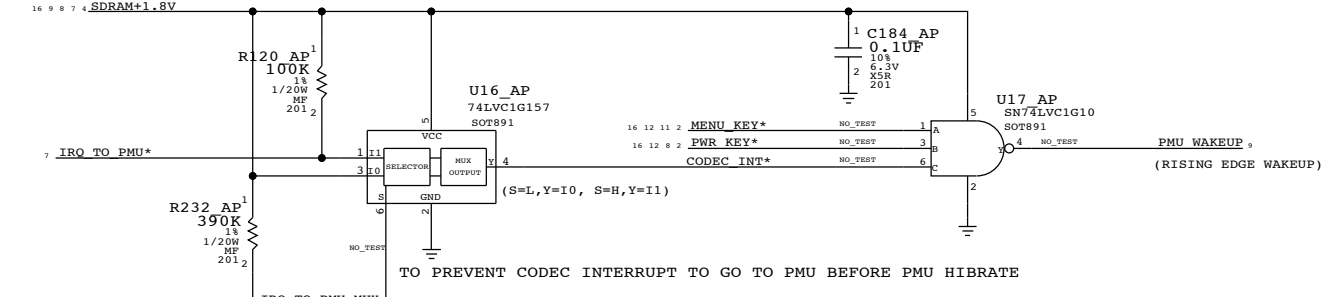 16 9 8 7 4 SDRAM+1.8V
R120_AP
100K
1%
1/20W
MF
201
1
2
U16_AP
74LVC1G157
SOT891
5
VCC
C184_AP
0.1UF
10%
6.3V
X5R
201
1
2
U17_AP
SN74LVC1G10
SOT891
5
7 IRQ_TO_PMU*
1 I1
3 I0
SELECTOR
MUX
OUTPUT
Y 4
S
GND
6
2
(S=L,Y=I0, S=H,Y=I1)
16 12 11 2 MENU_KEY* NO_TEST 1 A
16 12 8 2 PWR_KEY* NO_TEST 3 B
CODEC_INT* NO_TEST 6 C
Y 4 NO_TEST PMU_WAKEUP 9
(RISING EDGE WAKEUP)
2
R232_AP
390K
1%
1/20W
MF
201
1
2
NO_TEST
TO PREVENT CODEC INTERRUPT TO GO TO PMU BEFORE PMU HIBRATE